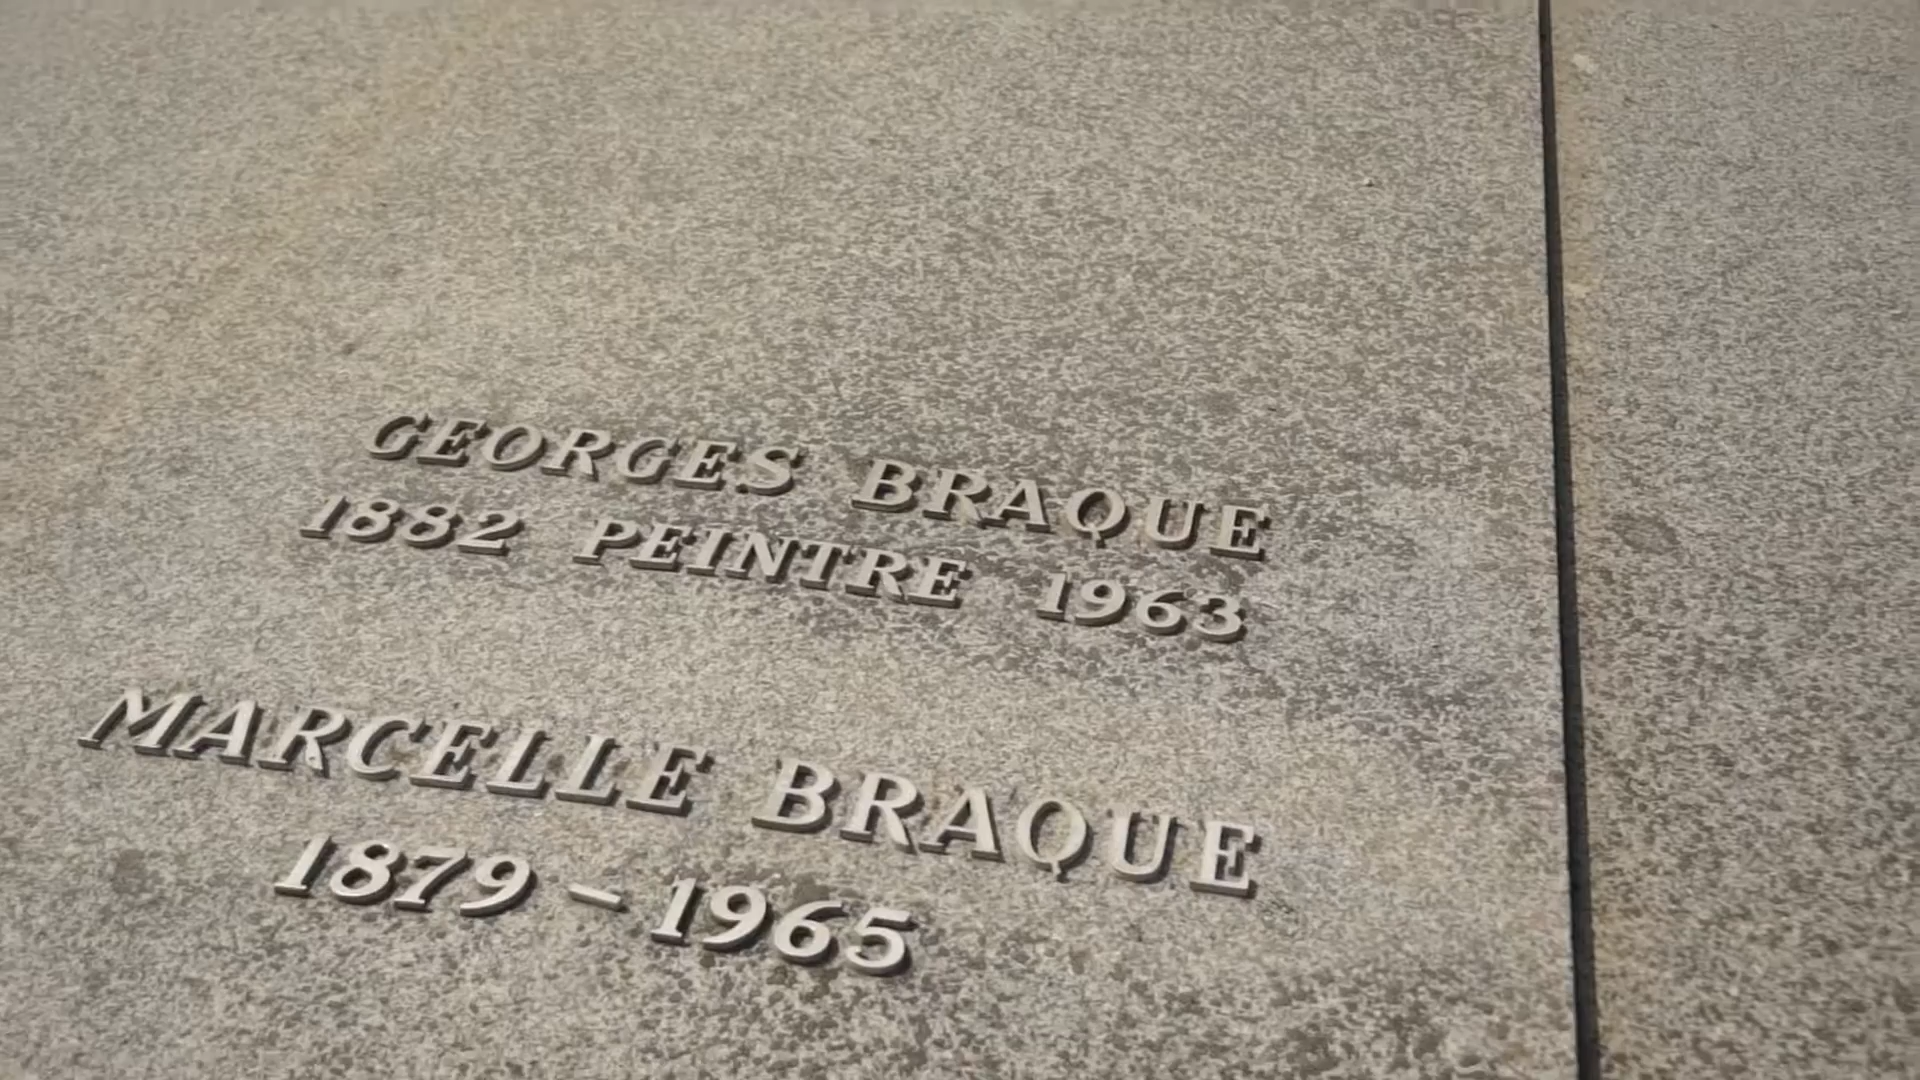 GEORGES BRAQUE
1882 PEINTRE 1963
MARCELLE BRAQUE
1879 – 1965